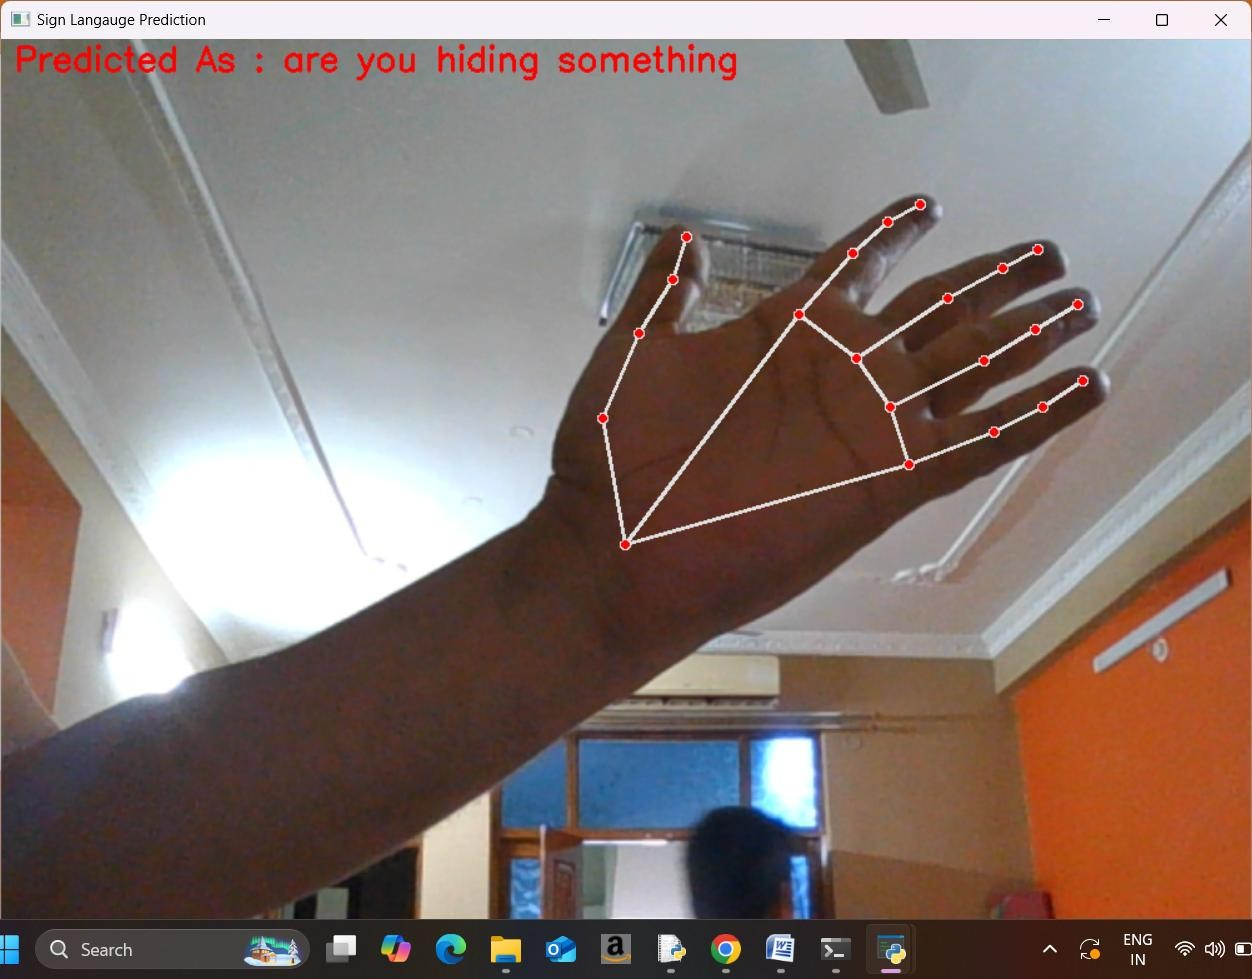 Sign Langauge Prediction
Predicted As : are you hiding something
Search
ENG
IN